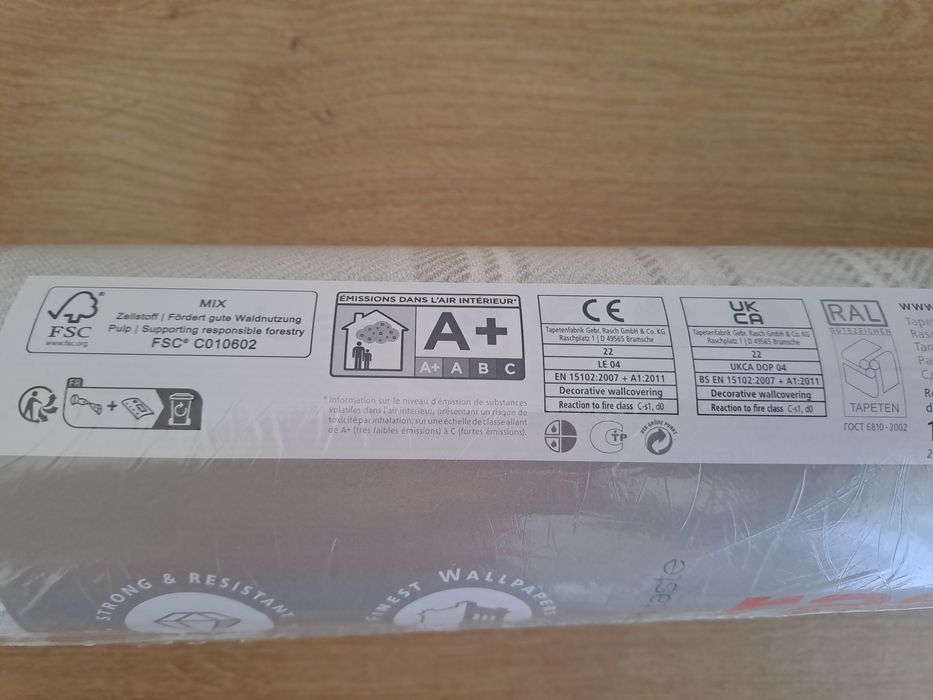 FSC
www.fsc.org
MIX
Zellstoff | Fördert gute Waldnutzung
Pulp | Supporting responsible forestry
FSC® C010602
FR
+
ÉMISSIONS DANS L'AIR INTÉRIEUR*
A+
A+ A B C
* Information sur le niveau d'émission de substances
volatiles dans l'air intérieur, présentant un risque de
toxicité par inhalation, sur une échelle de classe allant
de A+ (très faibles émissions) à C (fortes émissions).
CE
Tapetenfabrik Gebr. Rasch GmbH & Co. KG
Raschplatz 1 | D 49565 Bramsche
22
LE 04
EN 15102:2007 + A1:2011
Decorative wallcovering
Reaction to fire class C-s1, d0
UK
CA
Tapetenfabrik Gebr. Rasch GmbH & Co. KG
Raschplatz 1 | D 49565 Bramsche
22
UKCA DOP 04
BS EN 15102:2007 + A1:2011
Decorative wallcovering
Reaction to fire class C-s1, d0
DER GRÜNE PUNKT
RAL
GÜTEZEICHEN
TAPETEN
ГОСТ 6810-2002
www
STRONG & RESISTANT
FINEST WALLPAPERS